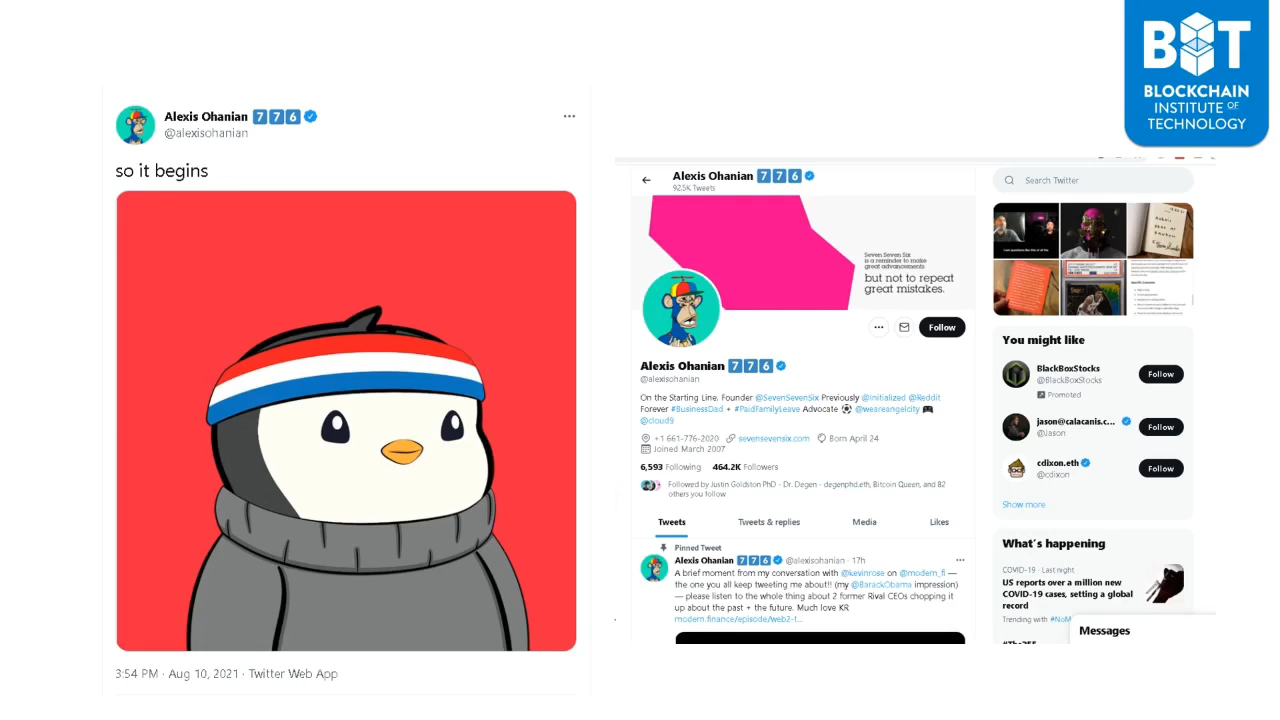 BIT
BLOCKCHAIN
INSTITUTE OF
TECHNOLOGY
Alexis Ohanian 7 7 6
@alexisohanian
so it begins
3:54 PM · Aug 10, 2021 · Twitter Web App
Alexis Ohanian 7 7 6
92.5K Tweets
Seven Seven Six
is a reminder to make
great advancements
but not to repeat
great mistakes.
Follow
Alexis Ohanian 7 7 6
@alexisohanian
On the Starting Line. Founder @SevenSevenSix Previously @Initialized @Reddit
Forever #BusinessDad + #PaidFamilyLeave Advocate ⚽ @weareangelcity 🎮
@cloud9
+1 661-776-2020 sevensevensix.com Born April 24
Joined March 2007
6,593 Following 464.2K Followers
Followed by Justin Goldston PhD - Dr. Degen - degenphd.eth, Bitcoin Queen, and 82
others you follow
Tweets Tweets & replies Media Likes
Pinned Tweet
Alexis Ohanian 7 7 6 @alexisohanian · 17h
A brief moment from my conversation with @kevinrose on @modern_fi —
the one you all keep tweeting me about!! (my @BarackObama impression)
— please listen to the whole thing about 2 former Rival CEOs chopping it
up about the past + the future. Much love KR
modern.finance/episode/web2-t...
Search Twitter
You might like
BlackBoxStocks
@BlackBoxStocks
Promoted
Follow
jason@calacanis.c...
@Jason
Follow
cdixon.eth
@cdixon
Follow
Show more
What's happening
COVID-19 · Last night
US reports over a million new
COVID-19 cases, setting a global
record
Trending with #NoM
Messages